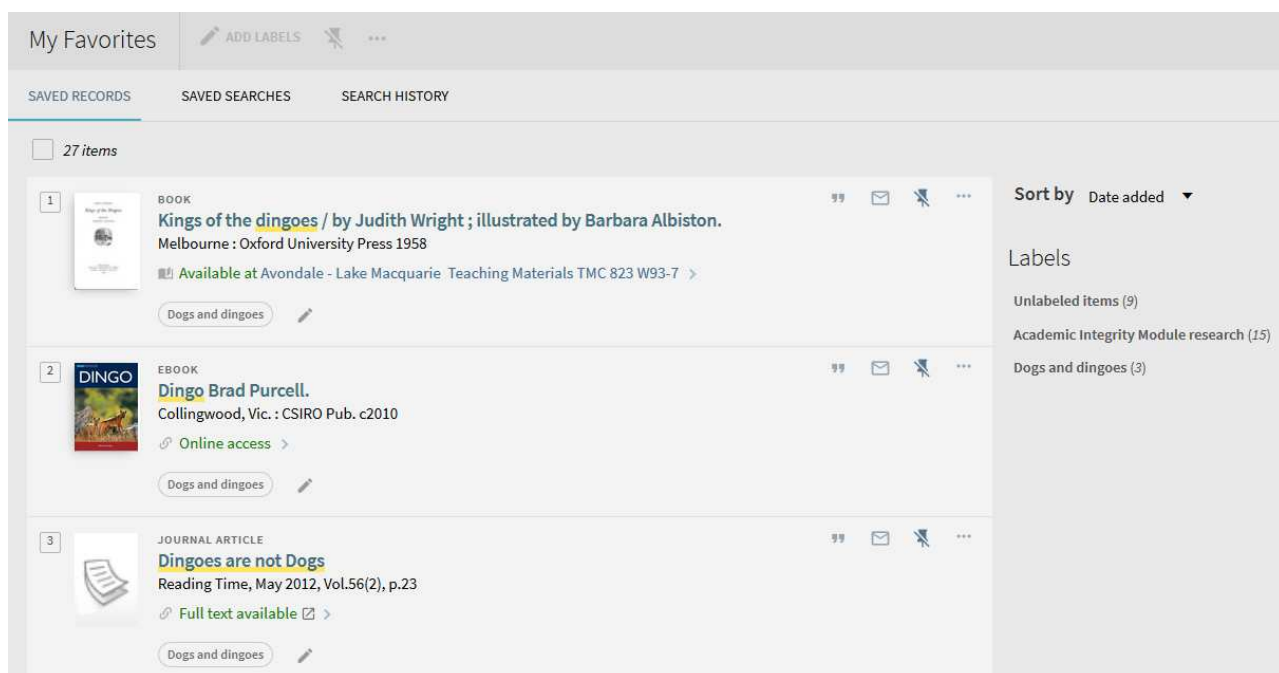 My Favorites
ADD LABELS
SAVED RECORDS SAVED SEARCHES SEARCH HISTORY
27 items
1
BOOK
Kings of the dingoes / by Judith Wright ; illustrated by Barbara Albiston.
Melbourne : Oxford University Press 1958
Available at Avondale - Lake Macquarie Teaching Materials TMC 823 W93-7
Dogs and dingoes
2
DINGO
EBOOK
Dingo Brad Purcell.
Collingwood, Vic. : CSIRO Pub. c2010
Online access
Dogs and dingoes
3
JOURNAL ARTICLE
Dingoes are not Dogs
Reading Time, May 2012, Vol.56(2), p.23
Full text available
Dogs and dingoes
Sort by Date added
Labels
Unlabeled items (9)
Academic Integrity Module research (15)
Dogs and dingoes (3)